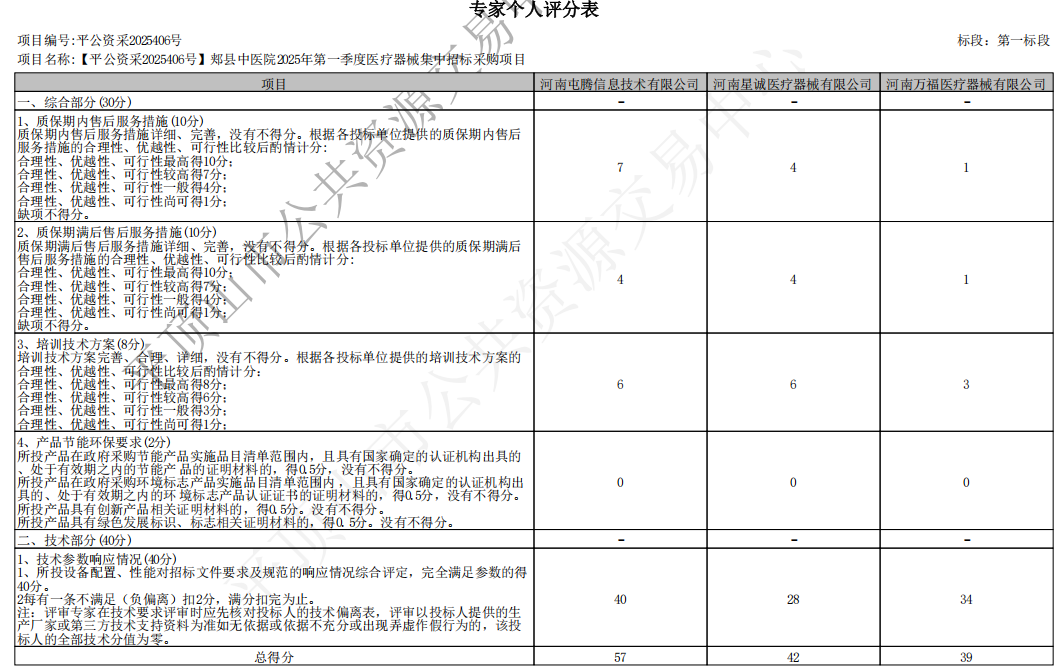 专家个人评分表
项目编号:平公资采2025406号
标段: 第一标段
项目名称:【平公资采2025406号】郏县中医院2025年第一季度医疗器械集中招标采购项目
项目 河南屯腾信息技术有限公司 河南星诚医疗器械有限公司 河南万福医疗器械有限公司
一、综合部分(30分) - - -
1、质保期内售后服务措施(10分)
质保期内售后服务措施详细、完善，没有不得分。根据各投标单位提供的质保期内售后
服务措施的合理性、优越性、可行性比较后酌情计分:
合理性、优越性、可行性最高得10分;
合理性、优越性、可行性较高得7分;
合理性、优越性、可行性一般得4分;
合理性、优越性、可行性尚可得1分;
缺项不得分。
7 4 1
2、质保期满后售后服务措施(10分)
质保期满后售后服务措施详细、完善，没有不得分。根据各投标单位提供的质保期满后
售后服务措施的合理性、优越性、可行性比较后酌情计分:
合理性、优越性、可行性最高得10分;
合理性、优越性、可行性较高得7分;
合理性、优越性、可行性一般得4分;
合理性、优越性、可行性尚可得1分;
缺项不得分。
4 4 1
3、培训技术方案(8分)
培训技术方案完善、合理、详细，没有不得分。根据各投标单位提供的培训技术方案的
合理性、优越性、可行性比较后酌情计分:
合理性、优越性、可行性最高得8分;
合理性、优越性、可行性较高得6分;
合理性、优越性、可行性一般得3分;
合理性、优越性、可行性尚可得1分;
6 6 3
4、产品节能环保要求(2分)
所投产品在政府采购节能产品实施品目清单范围内，且具有国家确定的认证机构出具的
、处于有效期之内的节能产 品的证明材料的，得0.5分，没有不得分。
所投产品在政府采购环境标志产品实施品目清单范围内，且具有国家确定的认证机构出
具的、处于有效期之内的环 境标志产品认证证书的证明材料的，得0.5分，没有不得分。
所投产品具有创新产品相关证明材料的，得0.5分。没有不得分。
所投产品具有绿色发展标识、标志相关证明材料的，得0.5分。没有不得分。
0 0 0
二、技术部分(40分) - - -
1、技术参数响应情况(40分)
1、所投设备配置、性能对招标文件要求及规范的响应情况综合评定，完全满足参数的得
40分。
2每有一条不满足（负偏离）扣2分，满分扣完为止。
注: 评审专家在技术要求评审时应先核对投标人的技术偏离表，评审以投标人提供的生
产厂家或第三方技术支持资料为准如无依据或依据不充分或出现弄虚作假行为的，该投
标人的全部技术分值为零。
40 28 34
总得分 57 42 39
平顶山市公共资源交易中心
平顶山市公共资源交易中心